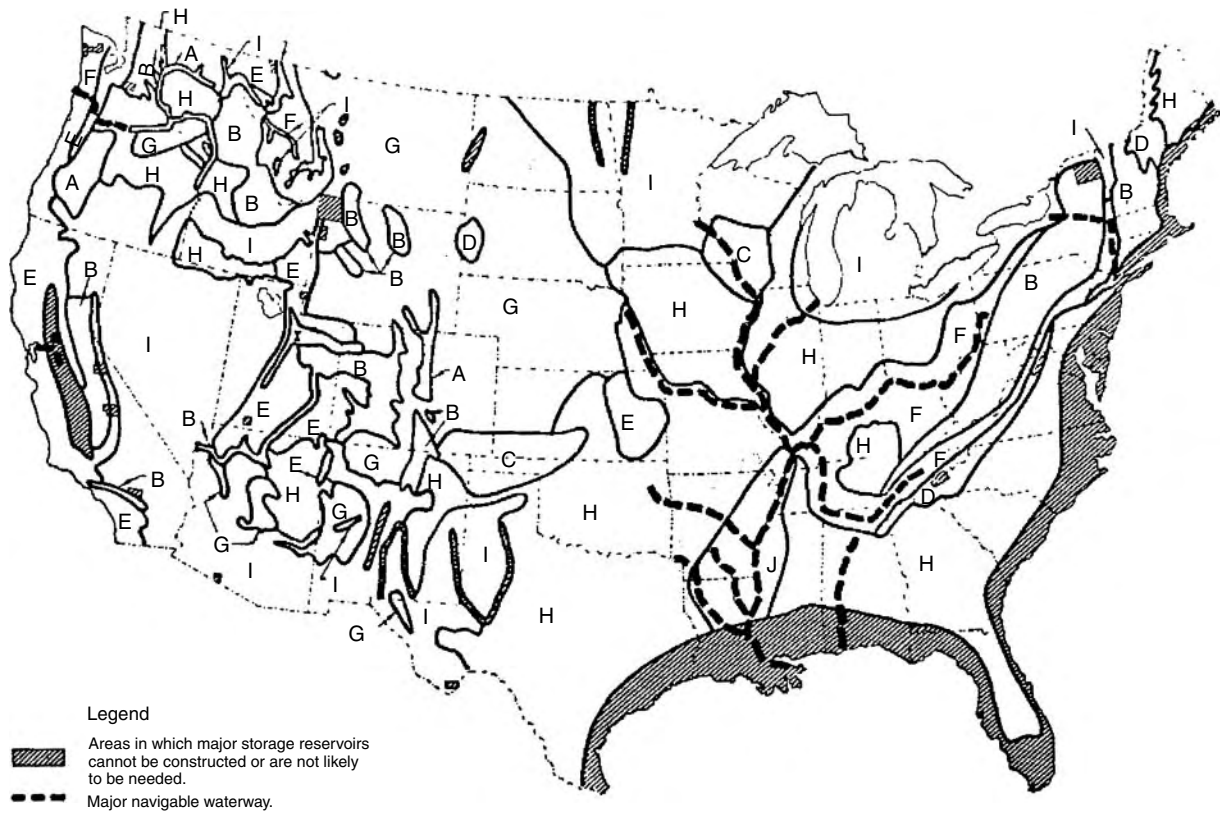 H
A
I
B
E
F
H
I
F
B
G
G
E
H
A
H
B
I
H
D
I
B
B
D
B
I
H
E
B
E
B
C
I
B
G
H
F
I
H
B
A
E
B
B
F
E
E
H
G
C
H
F
B
E
G
H
G
I
I
H
J
D
H
I
G
I
H
Legend
Areas in which major storage reservoirs
cannot be constructed or are not likely
to be needed.
Major navigable waterway.